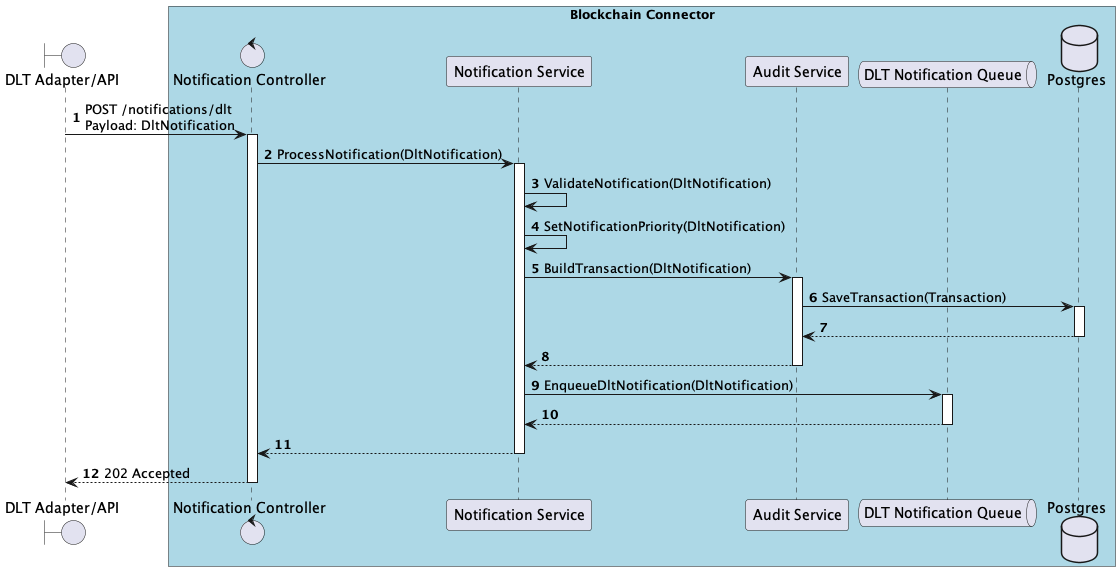 Blockchain Connector
DLT Adapter/API
Notification Controller
Notification Service
Audit Service
DLT Notification Queue
Postgres
1 POST /notifications/dlt
Payload: DltNotification
2 ProcessNotification(DltNotification)
3 ValidateNotification(DltNotification)
4 SetNotificationPriority(DltNotification)
5 BuildTransaction(DltNotification)
6 SaveTransaction(Transaction)
7
8
9 EnqueueDltNotification(DltNotification)
10
11
12 202 Accepted
DLT Adapter/API
Notification Controller
Notification Service
Audit Service
DLT Notification Queue
Postgres